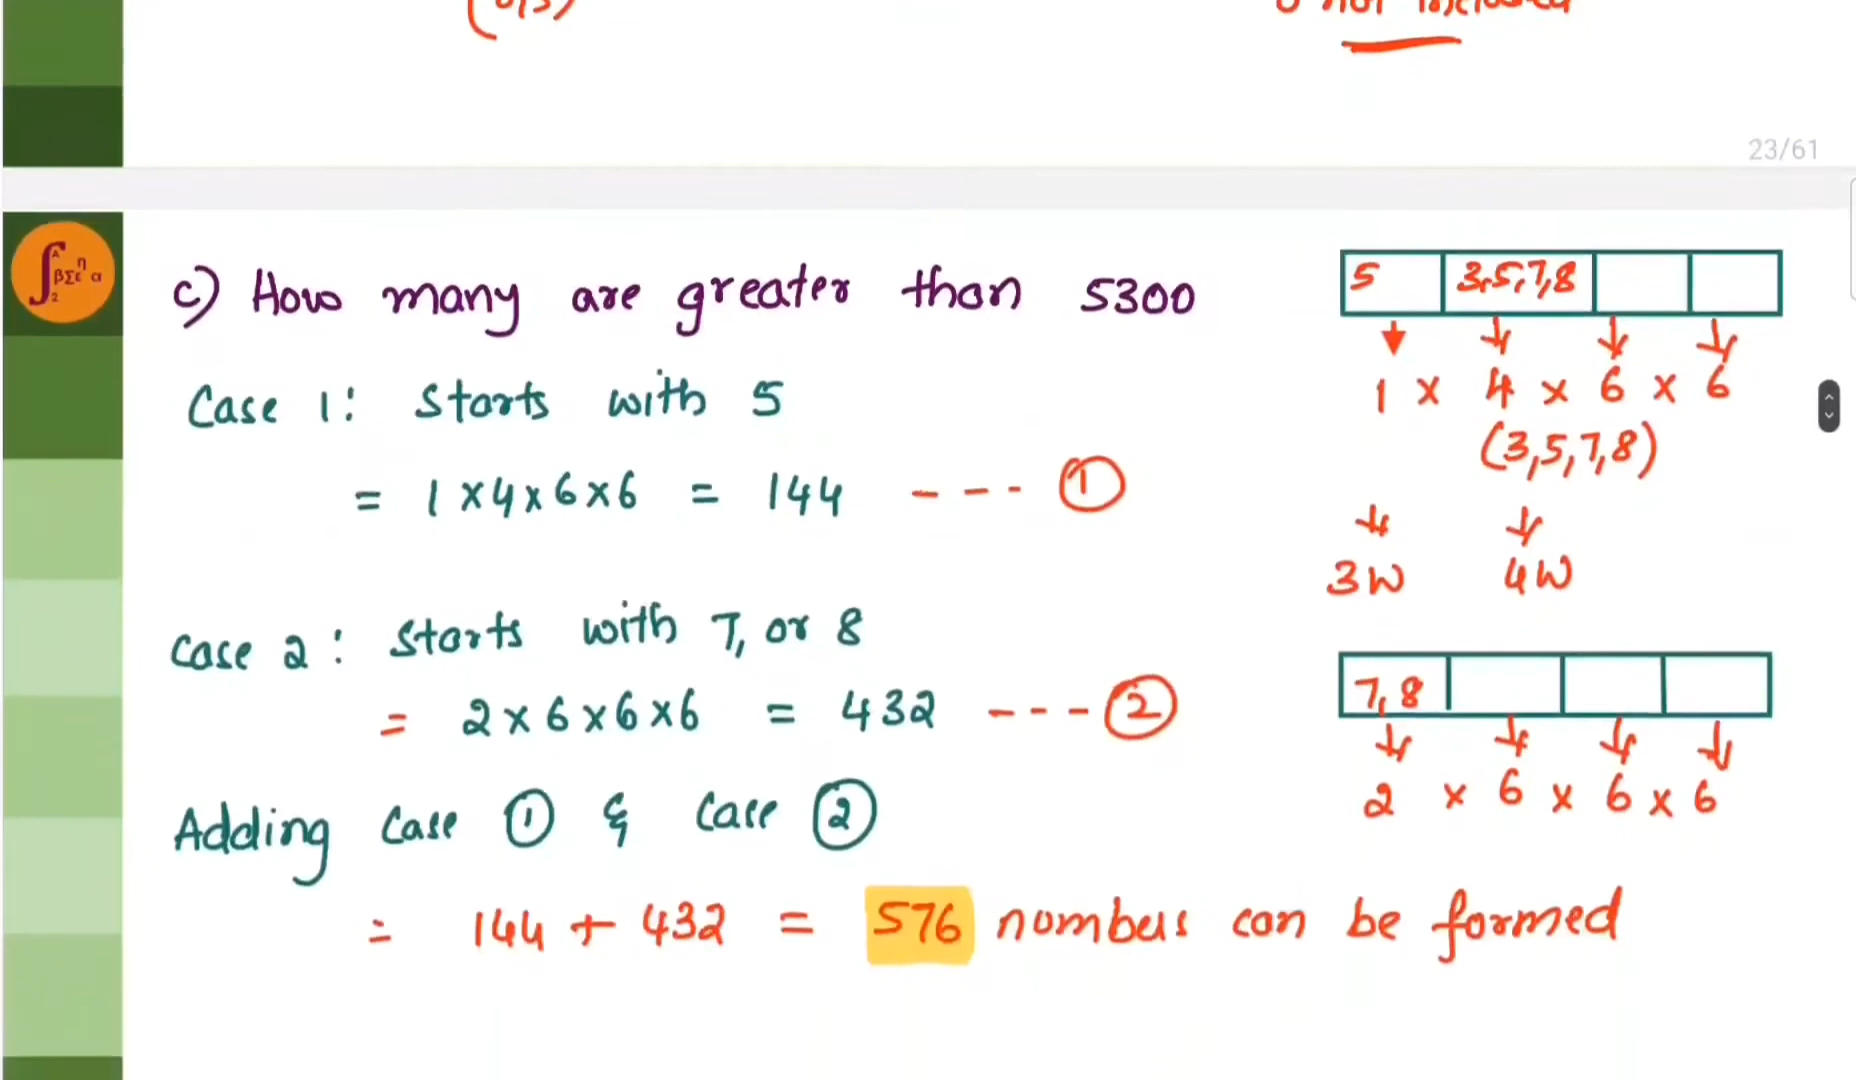 0 not included
23/61
c) How many are greater than 5300
5 3,5,7,8
1 x 4 x 6 x 6
(3,5,7,8)
Case 1: Starts with 5
= 1 x 4 x 6 x 6 = 144 --- ①
3W 4W
Case 2: Starts with 7, or 8
= 2 x 6 x 6 x 6 = 432 --- ②
7, 8
2 x 6 x 6 x 6
Adding Case ① & Case ②
= 144 + 432 = 576 numbers can be formed